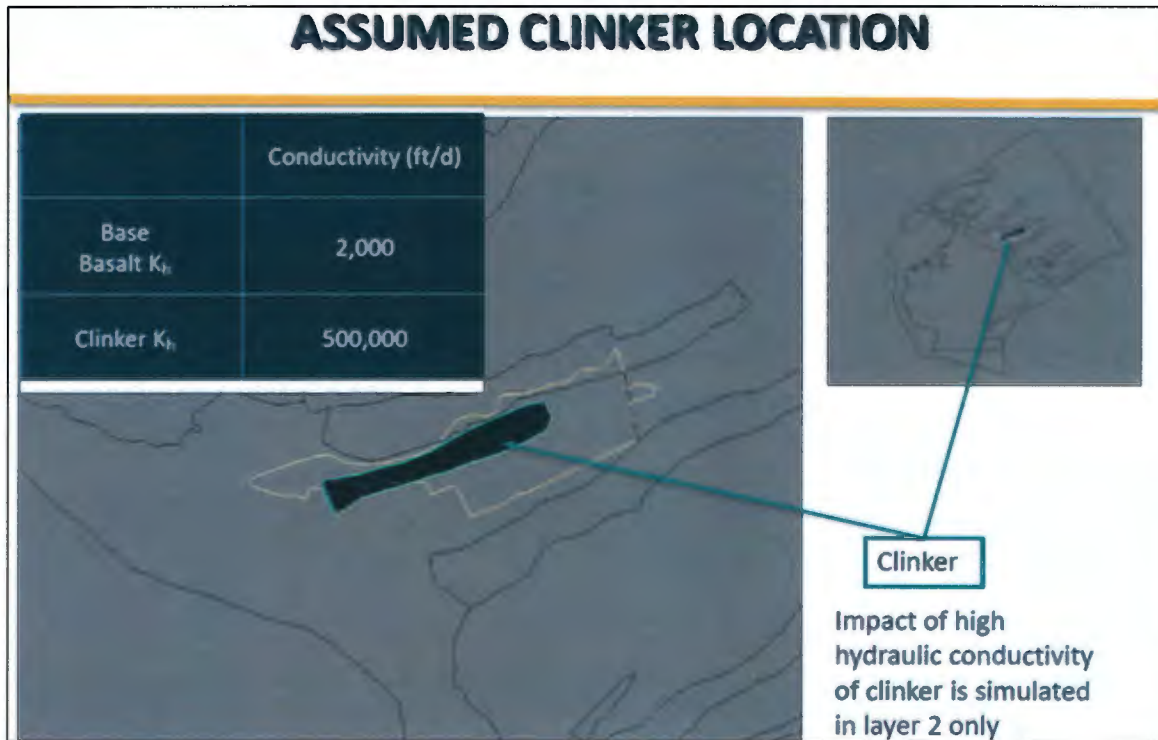 ASSUMED CLINKER LOCATION
Conductivity (ft/d)
Base
Basalt Kh
2,000
Clinker Kh
500,000
Clinker
Impact of high
hydraulic conductivity
of clinker is simulated
in layer 2 only